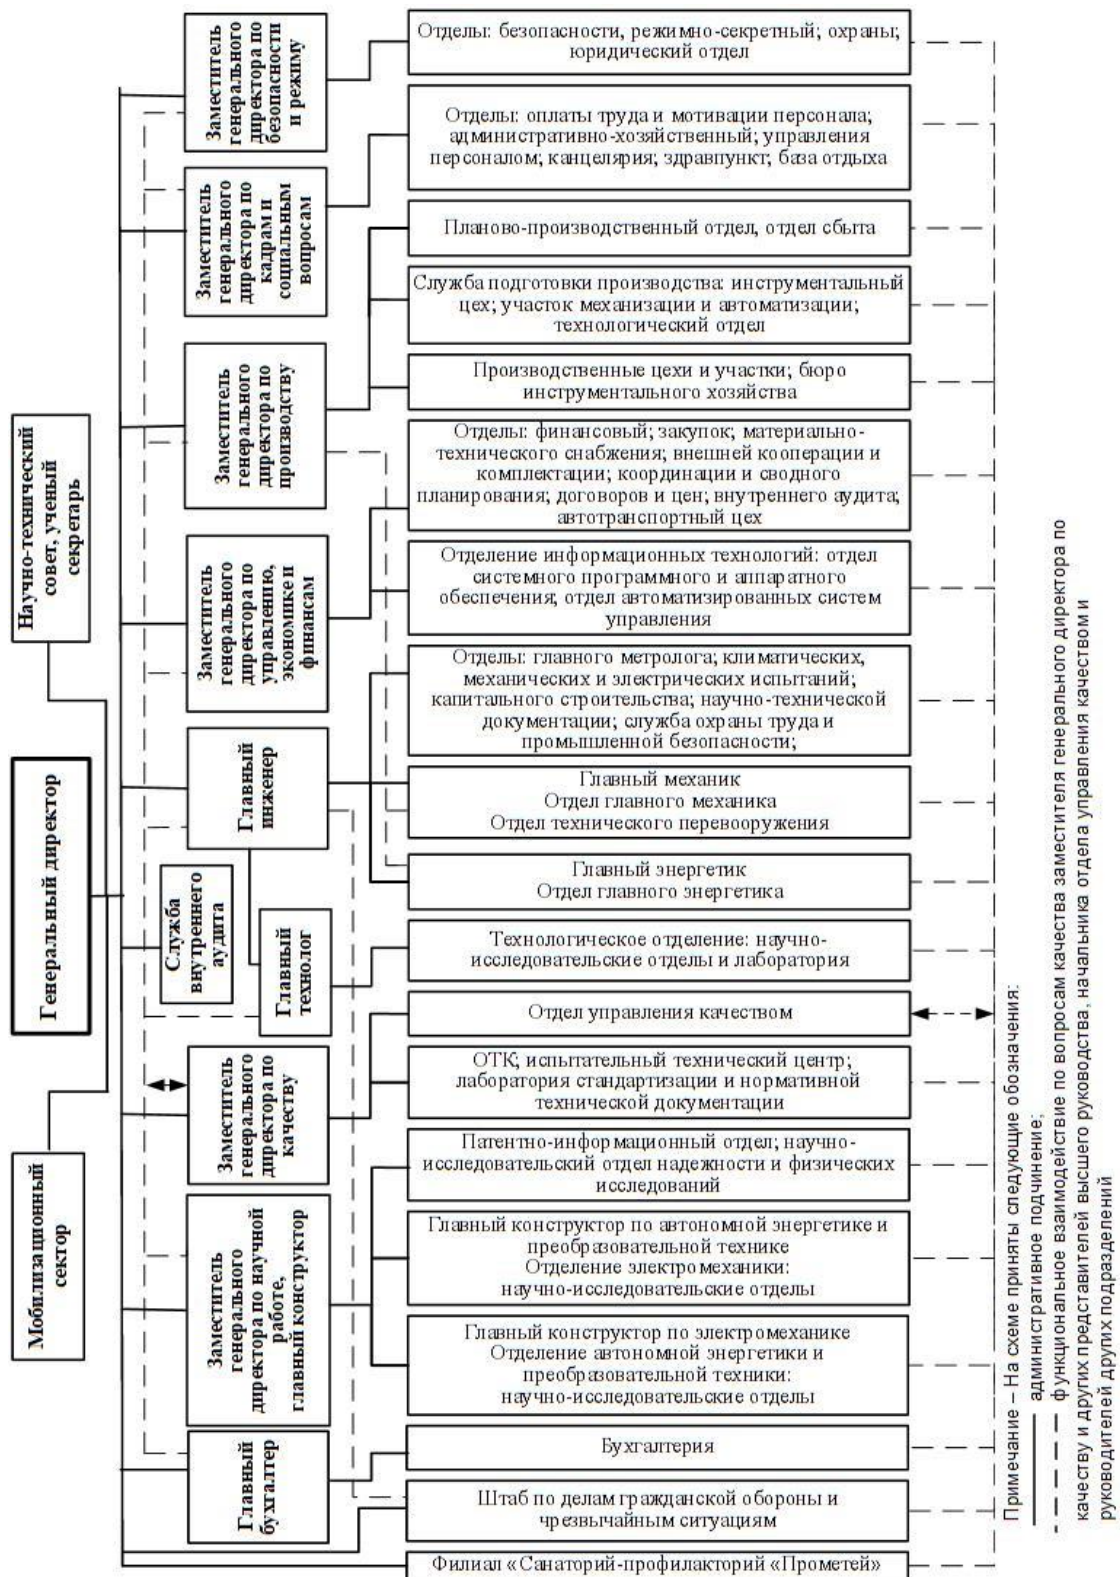 Научно-технический
совет, ученый
секретарь
Генеральный директор
Мобилизационный
сектор
Заместитель
генерального
директора по
безопасности
и режиму
Заместитель
генерального
директора по
кадрам и
социальным
вопросам
Заместитель
генерального
директора по
производству
Заместитель
генерального
директора по
управлению,
экономике и
финансам
Главный
инженер
Служба
внутреннего
аудита
Главный
технолог
Заместитель
генерального
директора по
качеству
Заместитель
генерального
директора по научной
работе,
главный конструктор
Главный
бухгалтер
Отделы: безопасности, режимно-секретный; охраны;
юридический отдел
Отделы: оплаты труда и мотивации персонала;
административно-хозяйственный; управления
персоналом; канцелярия; здравпункт; база отдыха
Планово-производственный отдел, отдел сбыта
Служба подготовки производства: инструментальный
цех; участок механизации и автоматизации;
технологический отдел
Производственные цехи и участки; бюро
инструментального хозяйства
Отделы: финансовый; закупок; материально-
технического снабжения; внешней кооперации и
комплектации; координации и сводного
планирования; договоров и цен; внутреннего аудита;
автотранспортный цех
Отделение информационных технологий: отдел
системного программного и аппаратного
обеспечения; отдел автоматизированных систем
управления
Отделы: главного метролога; климатических,
механических и электрических испытаний;
капитального строительства; научно-технической
документации; служба охраны труда и
промышленной безопасности;
Главный механик
Отдел главного механика
Отдел технического перевооружения
Главный энергетик
Отдел главного энергетика
Технологическое отделение: научно-
исследовательские отделы и лаборатория
Отдел управления качеством
ОТК; испытательный технический центр;
лаборатория стандартизации и нормативной
технической документации
Патентно-информационный отдел; научно-
исследовательский отдел надежности и физических
исследований
Главный конструктор по автономной энергетике и
преобразовательной технике
Отделение электромеханики:
научно-исследовательские отделы
Главный конструктор по электромеханике
Отделение автономной энергетики и
преобразовательной техники:
научно-исследовательские отделы
Бухгалтерия
Штаб по делам гражданской обороны и
чрезвычайным ситуациям
Филиал «Санаторий-профилакторий «Прометей»
Примечание – На схеме приняты следующие обозначения:
административное подчинение;
функциональное взаимодействие по вопросам качества заместителя генерального директора по
качеству и других представителей высшего руководства, начальника отдела управления качеством и
руководителей других подразделений